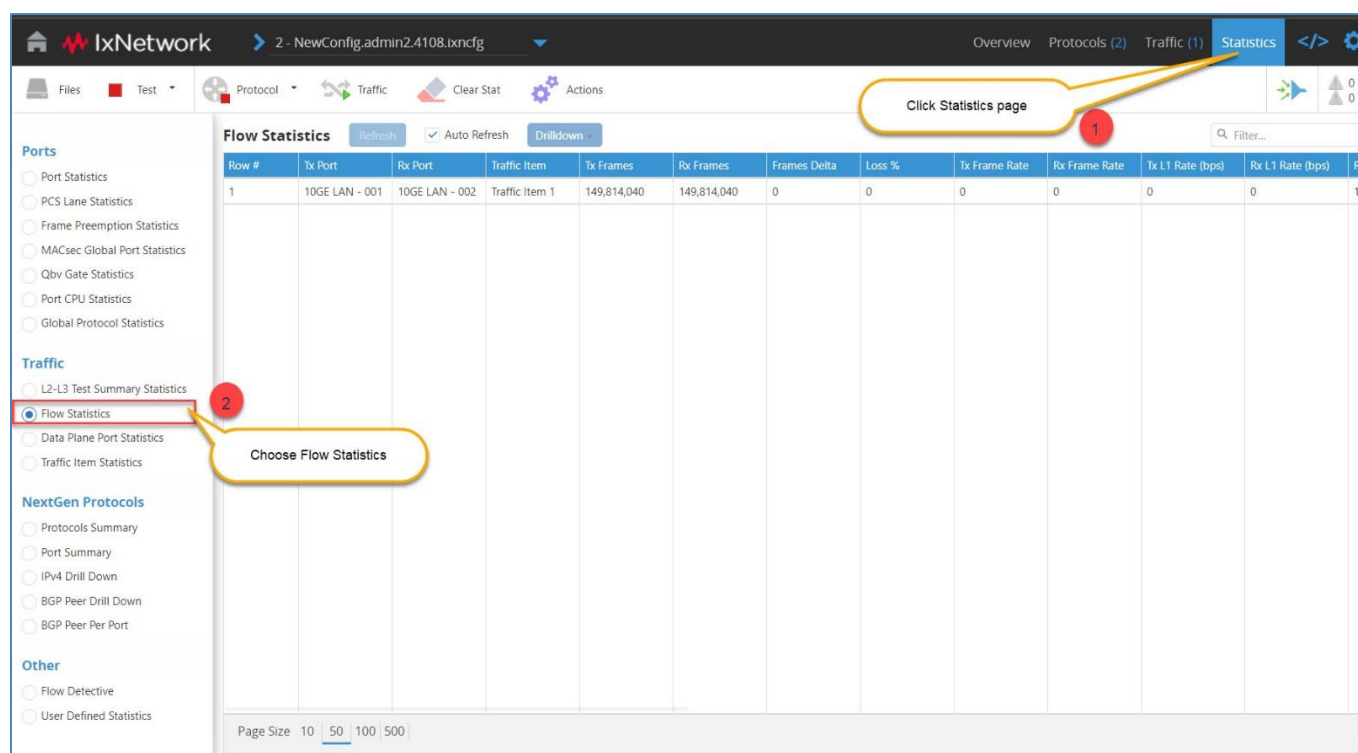 IxNetwork 2 - NewConfig.admin2.4108.ixncfg Overview Protocols (2) Traffic (1) Statistics </>
Files Test Protocol Traffic Clear Stat Actions 0
0
Click Statistics page
1
Flow Statistics Refresh Auto Refresh Drilldown Filter...
Row # Tx Port Rx Port Traffic Item Tx Frames Rx Frames Frames Delta Loss % Tx Frame Rate Rx Frame Rate Tx L1 Rate (bps) Rx L1 Rate (bps)
1 10GE LAN - 001 10GE LAN - 002 Traffic Item 1 149,814,040 149,814,040 0 0 0 0 0 0
Ports
Port Statistics
PCS Lane Statistics
Frame Preemption Statistics
MACsec Global Port Statistics
Qbv Gate Statistics
Port CPU Statistics
Global Protocol Statistics
Traffic
L2-L3 Test Summary Statistics
Flow Statistics
2
Choose Flow Statistics
Data Plane Port Statistics
Traffic Item Statistics
NextGen Protocols
Protocols Summary
Port Summary
IPv4 Drill Down
BGP Peer Drill Down
BGP Peer Per Port
Other
Flow Detective
User Defined Statistics
Page Size 10 50 100 500